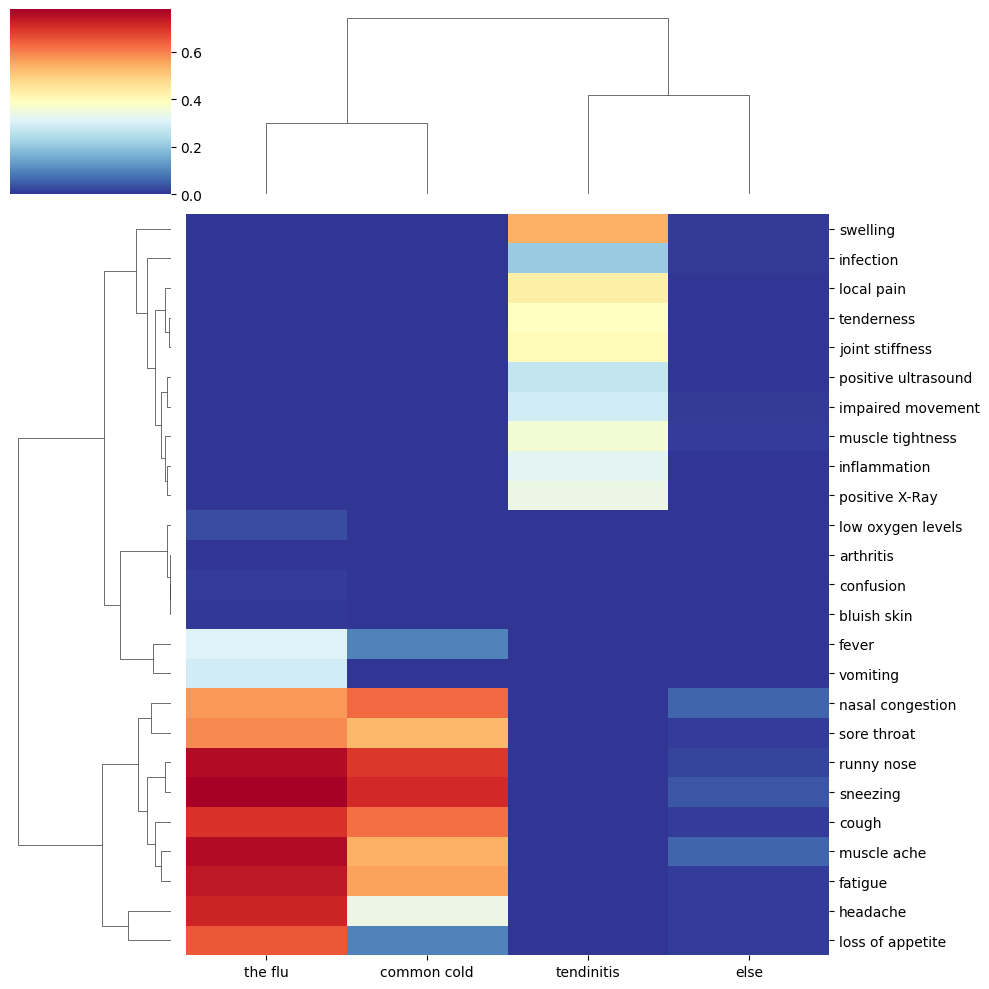 0.6
0.4
0.2
0.0
swelling
infection
local pain
tenderness
joint stiffness
positive ultrasound
impaired movement
muscle tightness
inflammation
positive X-Ray
low oxygen levels
arthritis
confusion
bluish skin
fever
vomiting
nasal congestion
sore throat
runny nose
sneezing
cough
muscle ache
fatigue
headache
loss of appetite
the flu common cold tendinitis else